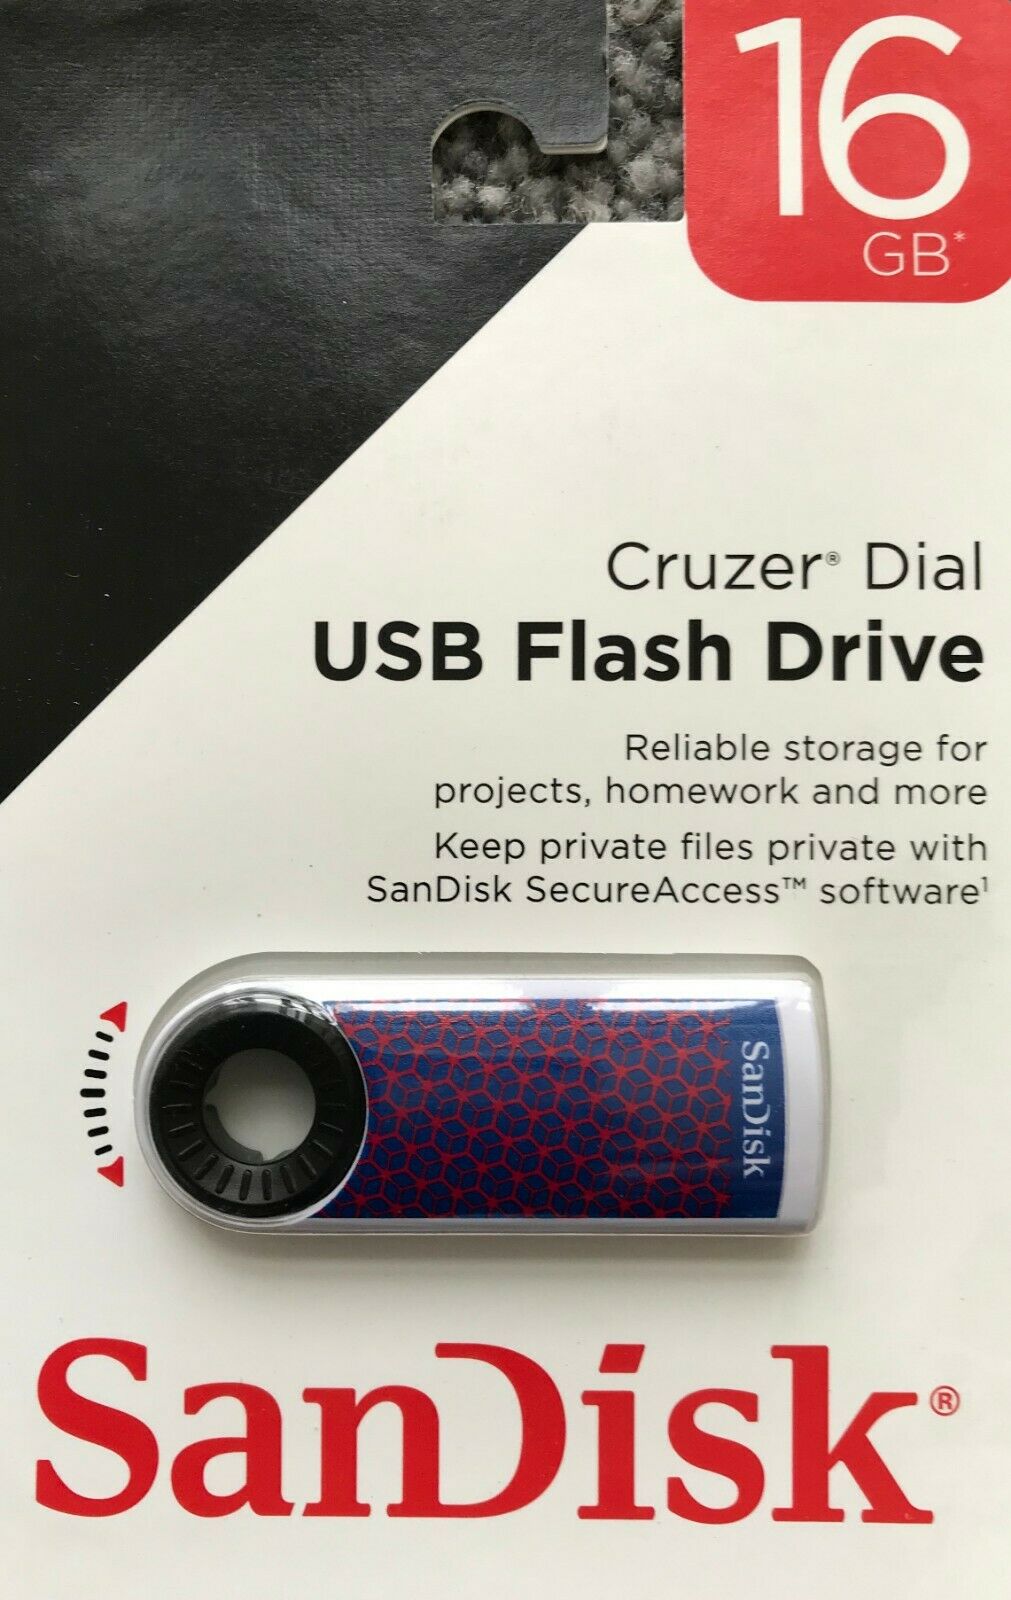 16
GB*
Cruzer® Dial
USB Flash Drive
Reliable storage for
projects, homework and more
Keep private files private with
SanDisk SecureAccess™ software¹
SanDisk
SanDisk®